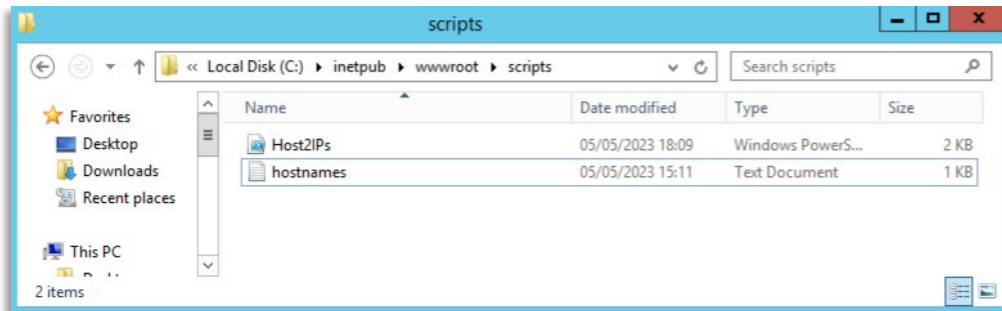 scripts
« Local Disk (C:) ▸ inetpub ▸ wwwroot ▸ scripts
Search scripts
Favorites
Desktop
Downloads
Recent places
This PC
Name Date modified Type Size
Host2IPs 05/05/2023 18:09 Windows PowerS... 2 KB
hostnames 05/05/2023 15:11 Text Document 1 KB
2 items